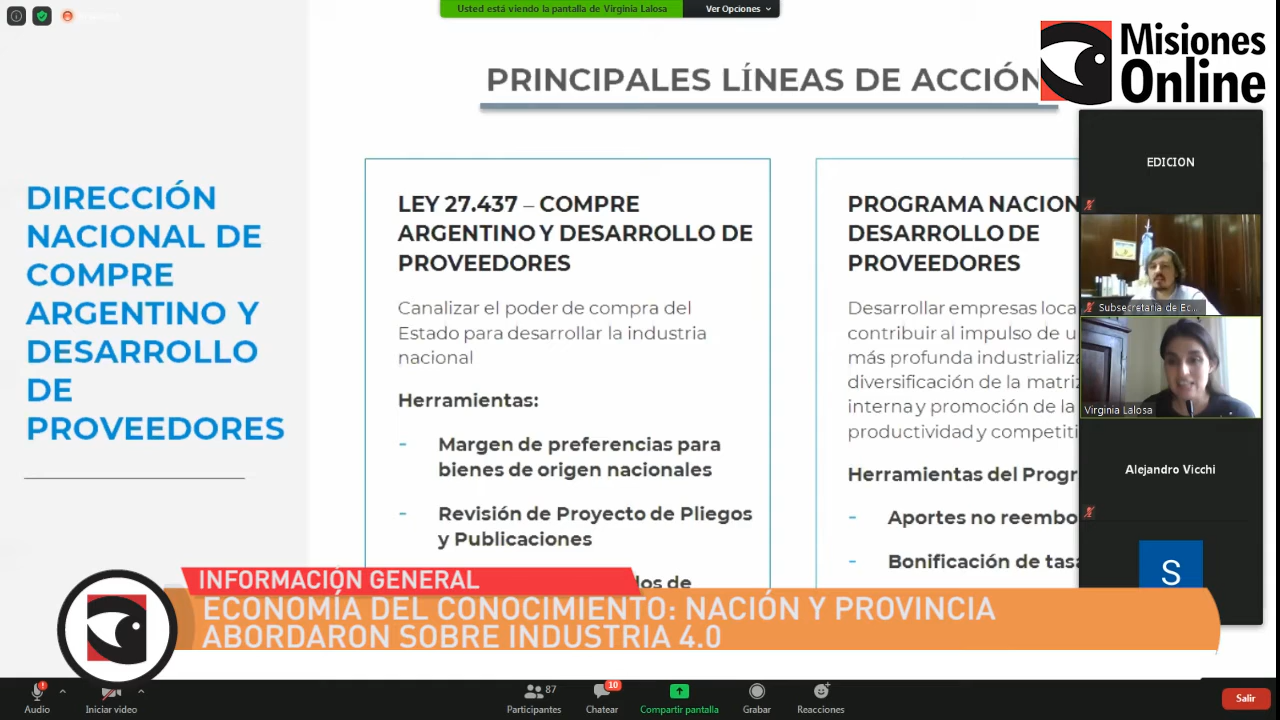 Usted está viendo la pantalla de Virginia Lalosa
Ver Opciones
Misiones
Online
PRINCIPALES LÍNEAS DE ACCIÓN
DIRECCIÓN
NACIONAL DE
COMPRE
ARGENTINO Y
DESARROLLO
DE
PROVEEDORES
LEY 27.437 – COMPRE
ARGENTINO Y DESARROLLO DE
PROVEEDORES
Canalizar el poder de compra del
Estado para desarrollar la industria
nacional
Herramientas:
- Margen de preferencias para
bienes de origen nacionales
- Revisión de Proyecto de Pliegos
y Publicaciones
los de
PROGRAMA NACION
DESARROLLO DE
PROVEEDORES
Desarrollar empresas loca
contribuir al impulso de u
más profunda industrializa
diversificación de la matriz
interna y promoción de la
productividad y competiti
Herramientas del Progr
- Aportes no reembo
- Bonificación de tasa
EDICION
Subsecretaría de Ec...
Virginia Lalosa
Alejandro Vicchi
S
INFORMACIÓN GENERAL
ECONOMÍA DEL CONOCIMIENTO: NACIÓN Y PROVINCIA
ABORDARON SOBRE INDUSTRIA 4.0
Audio
Iniciar video
87
Participantes
10
Chatear
Compartir pantalla
Grabar
Reacciones
Salir